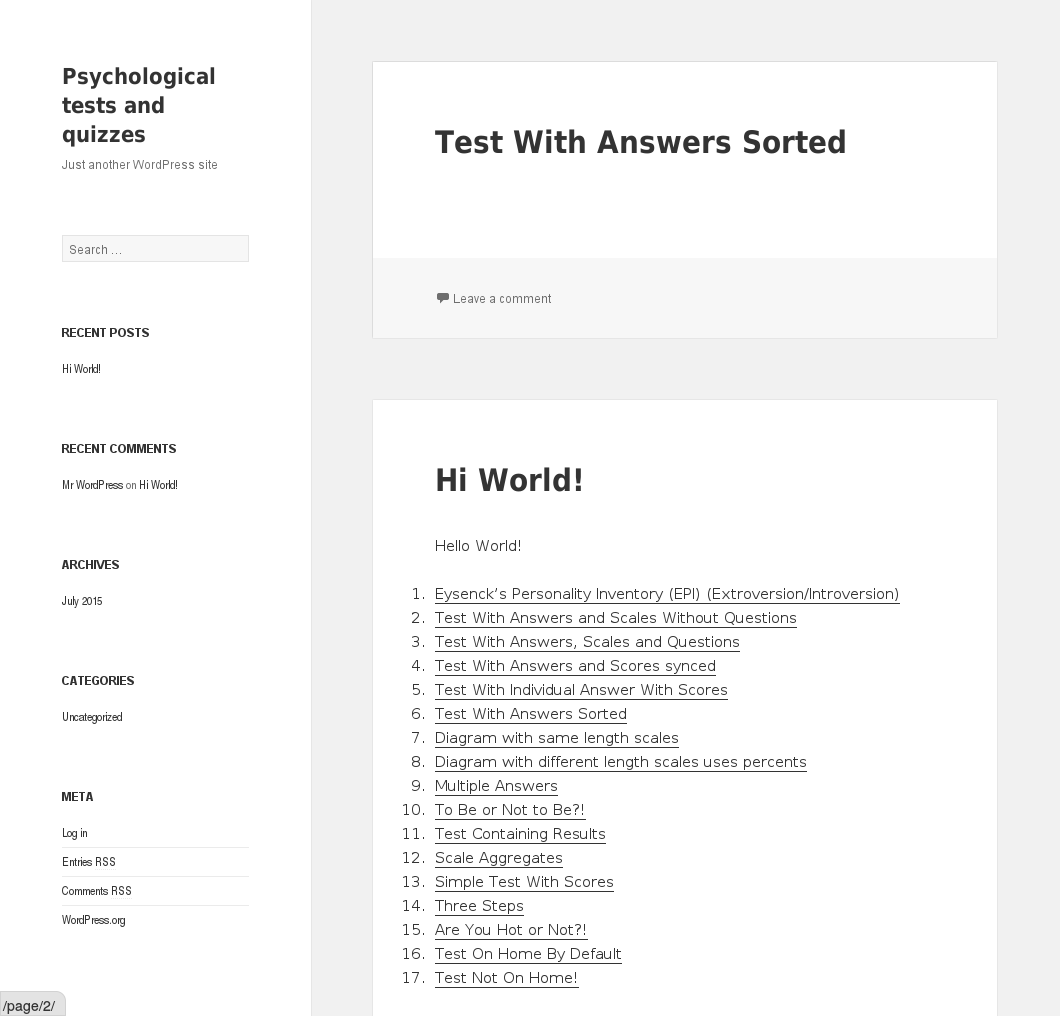 Psychological
tests and
quizzes
Just another WordPress site
Search ...
RECENT POSTS
Hi World!
RECENT COMMENTS
Mr WordPress on Hi World!
ARCHIVES
July 2015
CATEGORIES
Uncategorized
META
Log in
Entries RSS
Comments RSS
WordPress.org
/page/2/
Test With Answers Sorted
Leave a comment
Hi World!
Hello World!
1. Eysenck’s Personality Inventory (EPI) (Extroversion/Introversion)
2. Test With Answers and Scales Without Questions
3. Test With Answers, Scales and Questions
4. Test With Answers and Scores synced
5. Test With Individual Answer With Scores
6. Test With Answers Sorted
7. Diagram with same length scales
8. Diagram with different length scales uses percents
9. Multiple Answers
10. To Be or Not to Be?!
11. Test Containing Results
12. Scale Aggregates
13. Simple Test With Scores
14. Three Steps
15. Are You Hot or Not?!
16. Test On Home By Default
17. Test Not On Home!